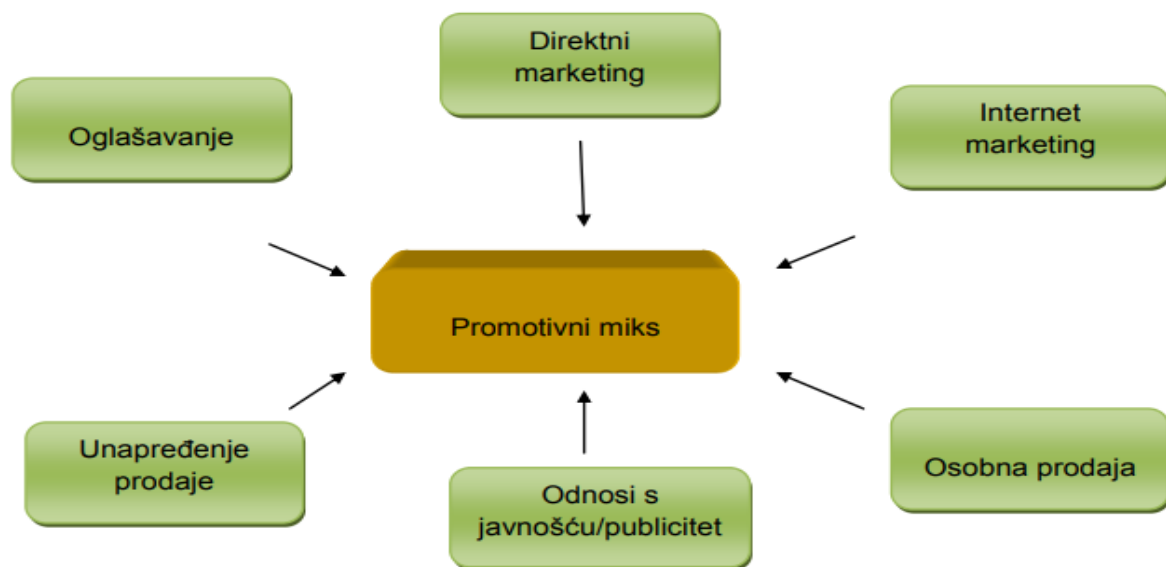 Direktni
marketing
Oglašavanje
Internet
marketing
Promotivni miks
Unapređenje
prodaje
Odnosi s
javnošću/publicitet
Osobna prodaja